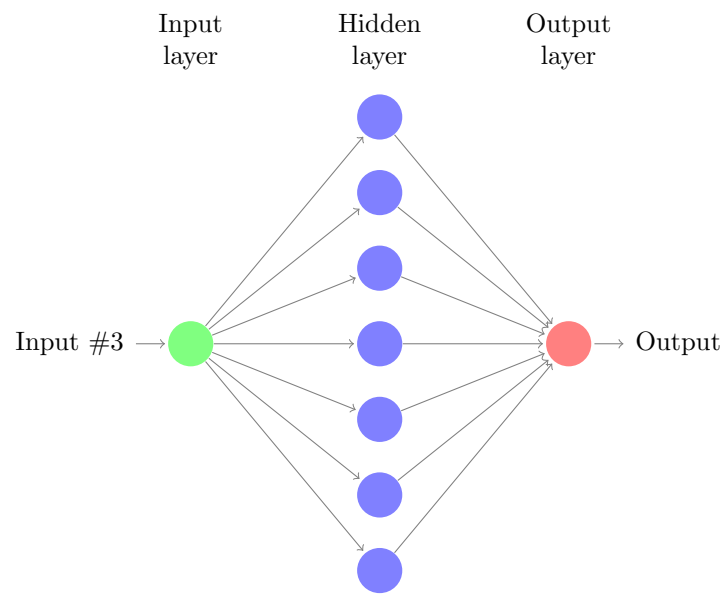 Input
layer
Hidden
layer
Output
layer
Input #3
Output